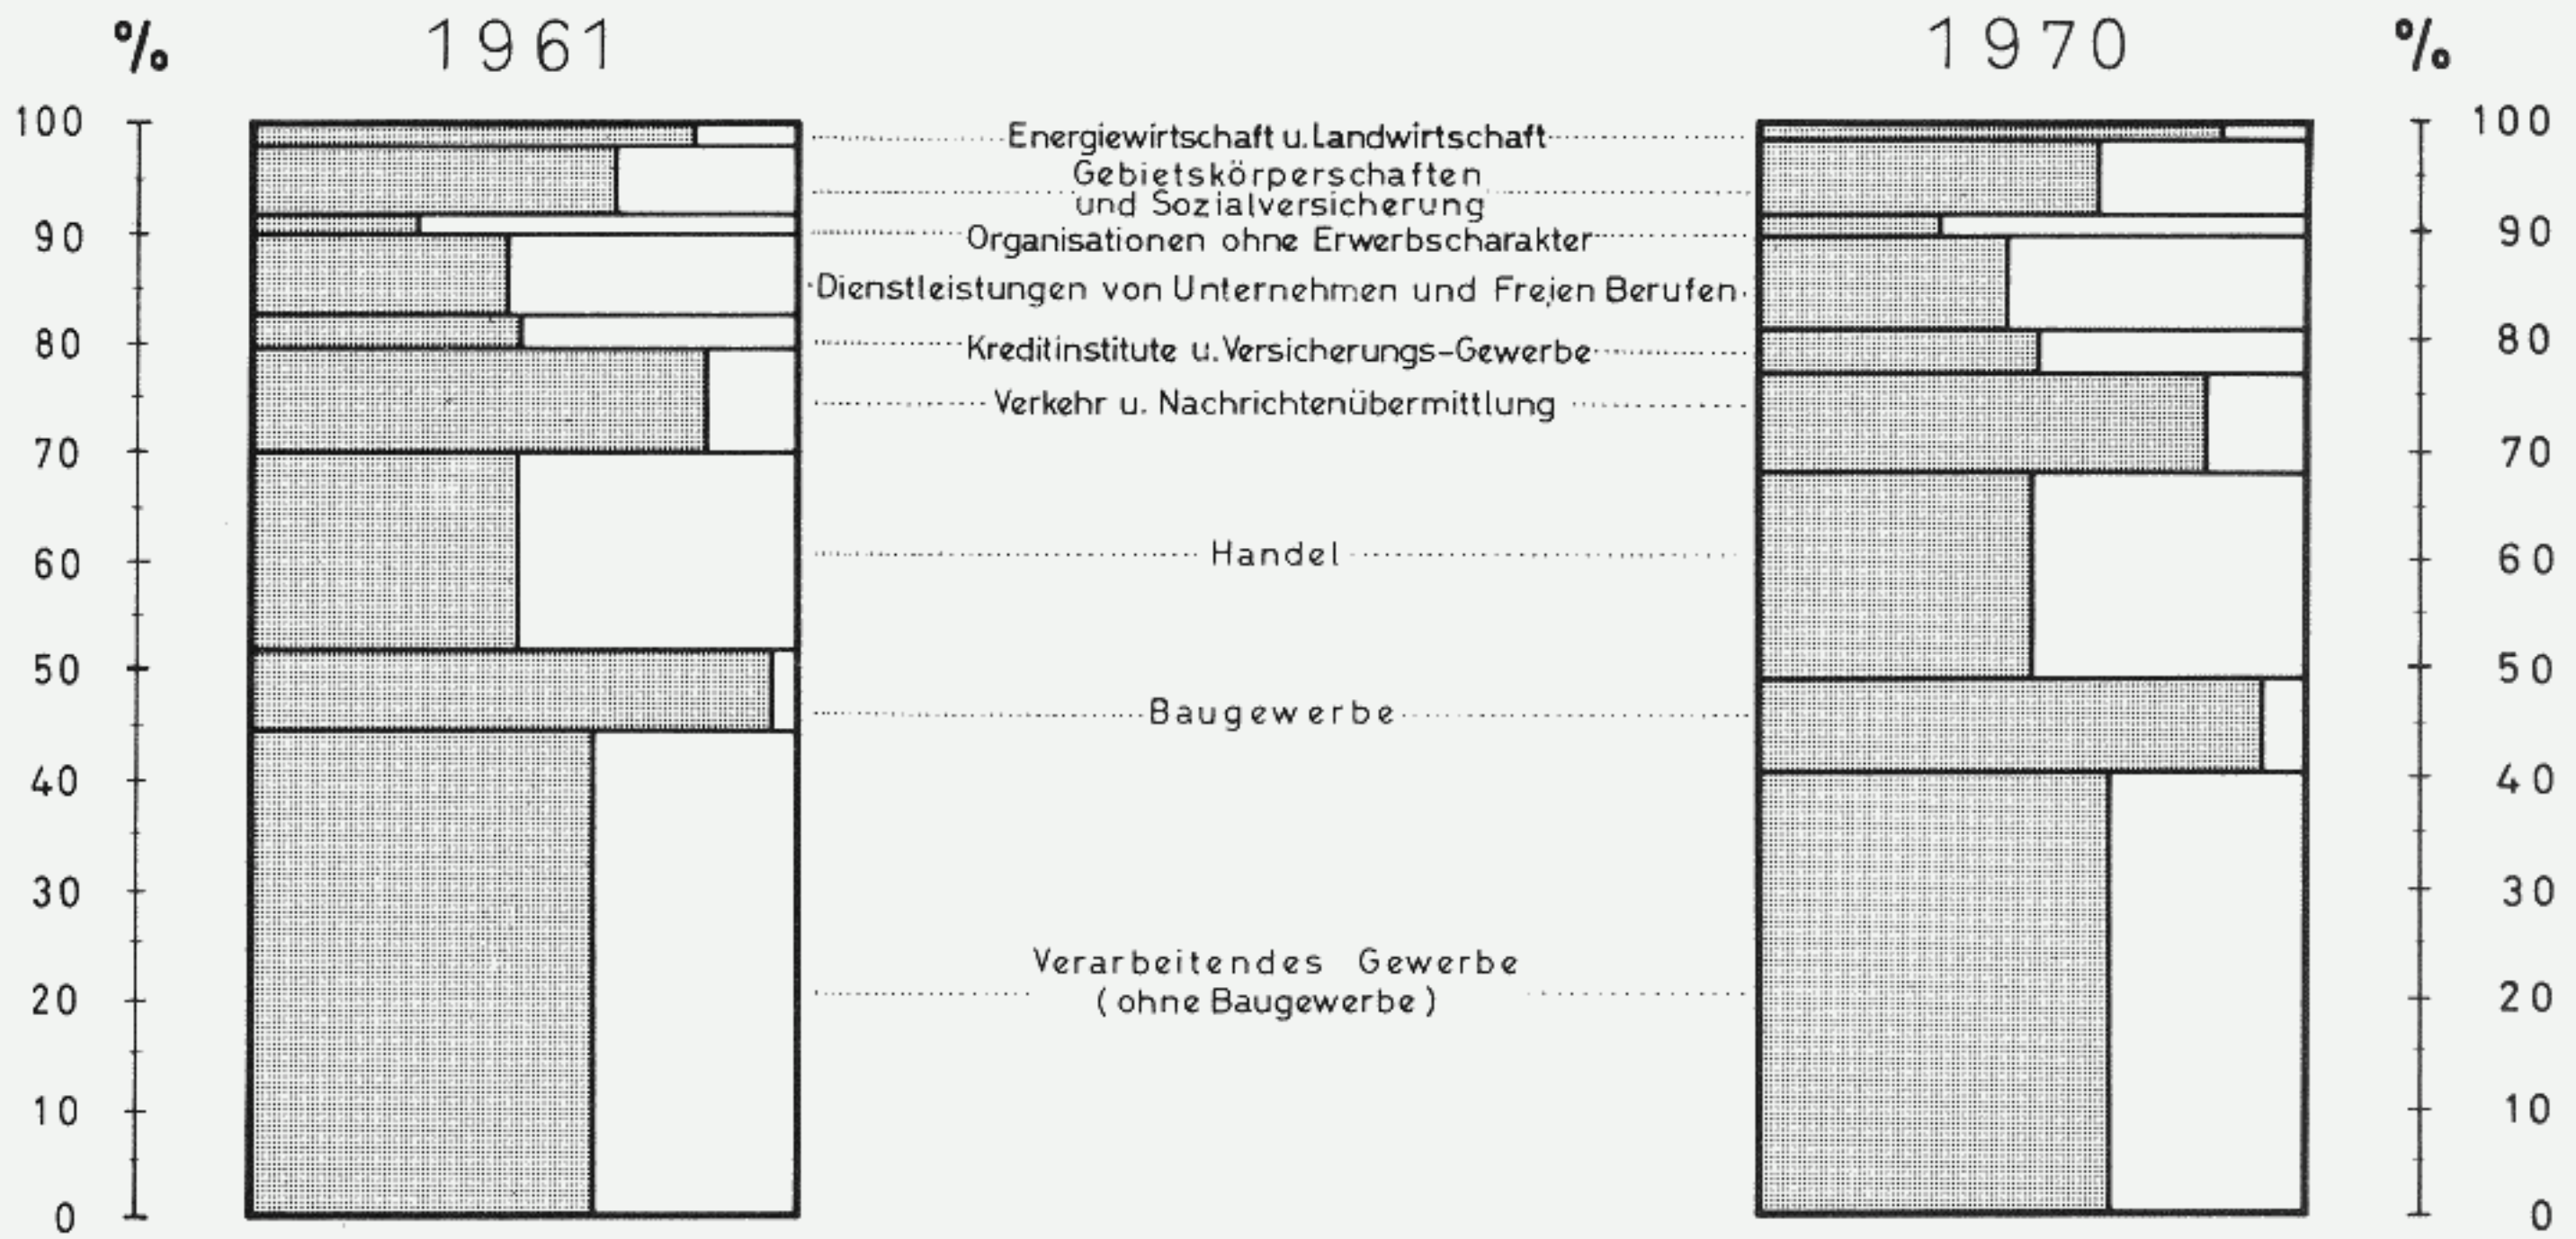 % 1961 1970 %
100 Energiewirtschaft u. Landwirtschaft 100
Gebietskörperschaften
und Sozialversicherung
90 Organisationen ohne Erwerbscharakter 90
Dienstleistungen von Unternehmen und Freien Berufen
80 Kreditinstitute u. Versicherungs-Gewerbe 80
Verkehr u. Nachrichtenübermittlung
70 70
60 Handel 60
50 50
Baugewerbe
40 40
30 30
Verarbeitendes Gewerbe
20 (ohne Baugewerbe) 20
10 10
0 0